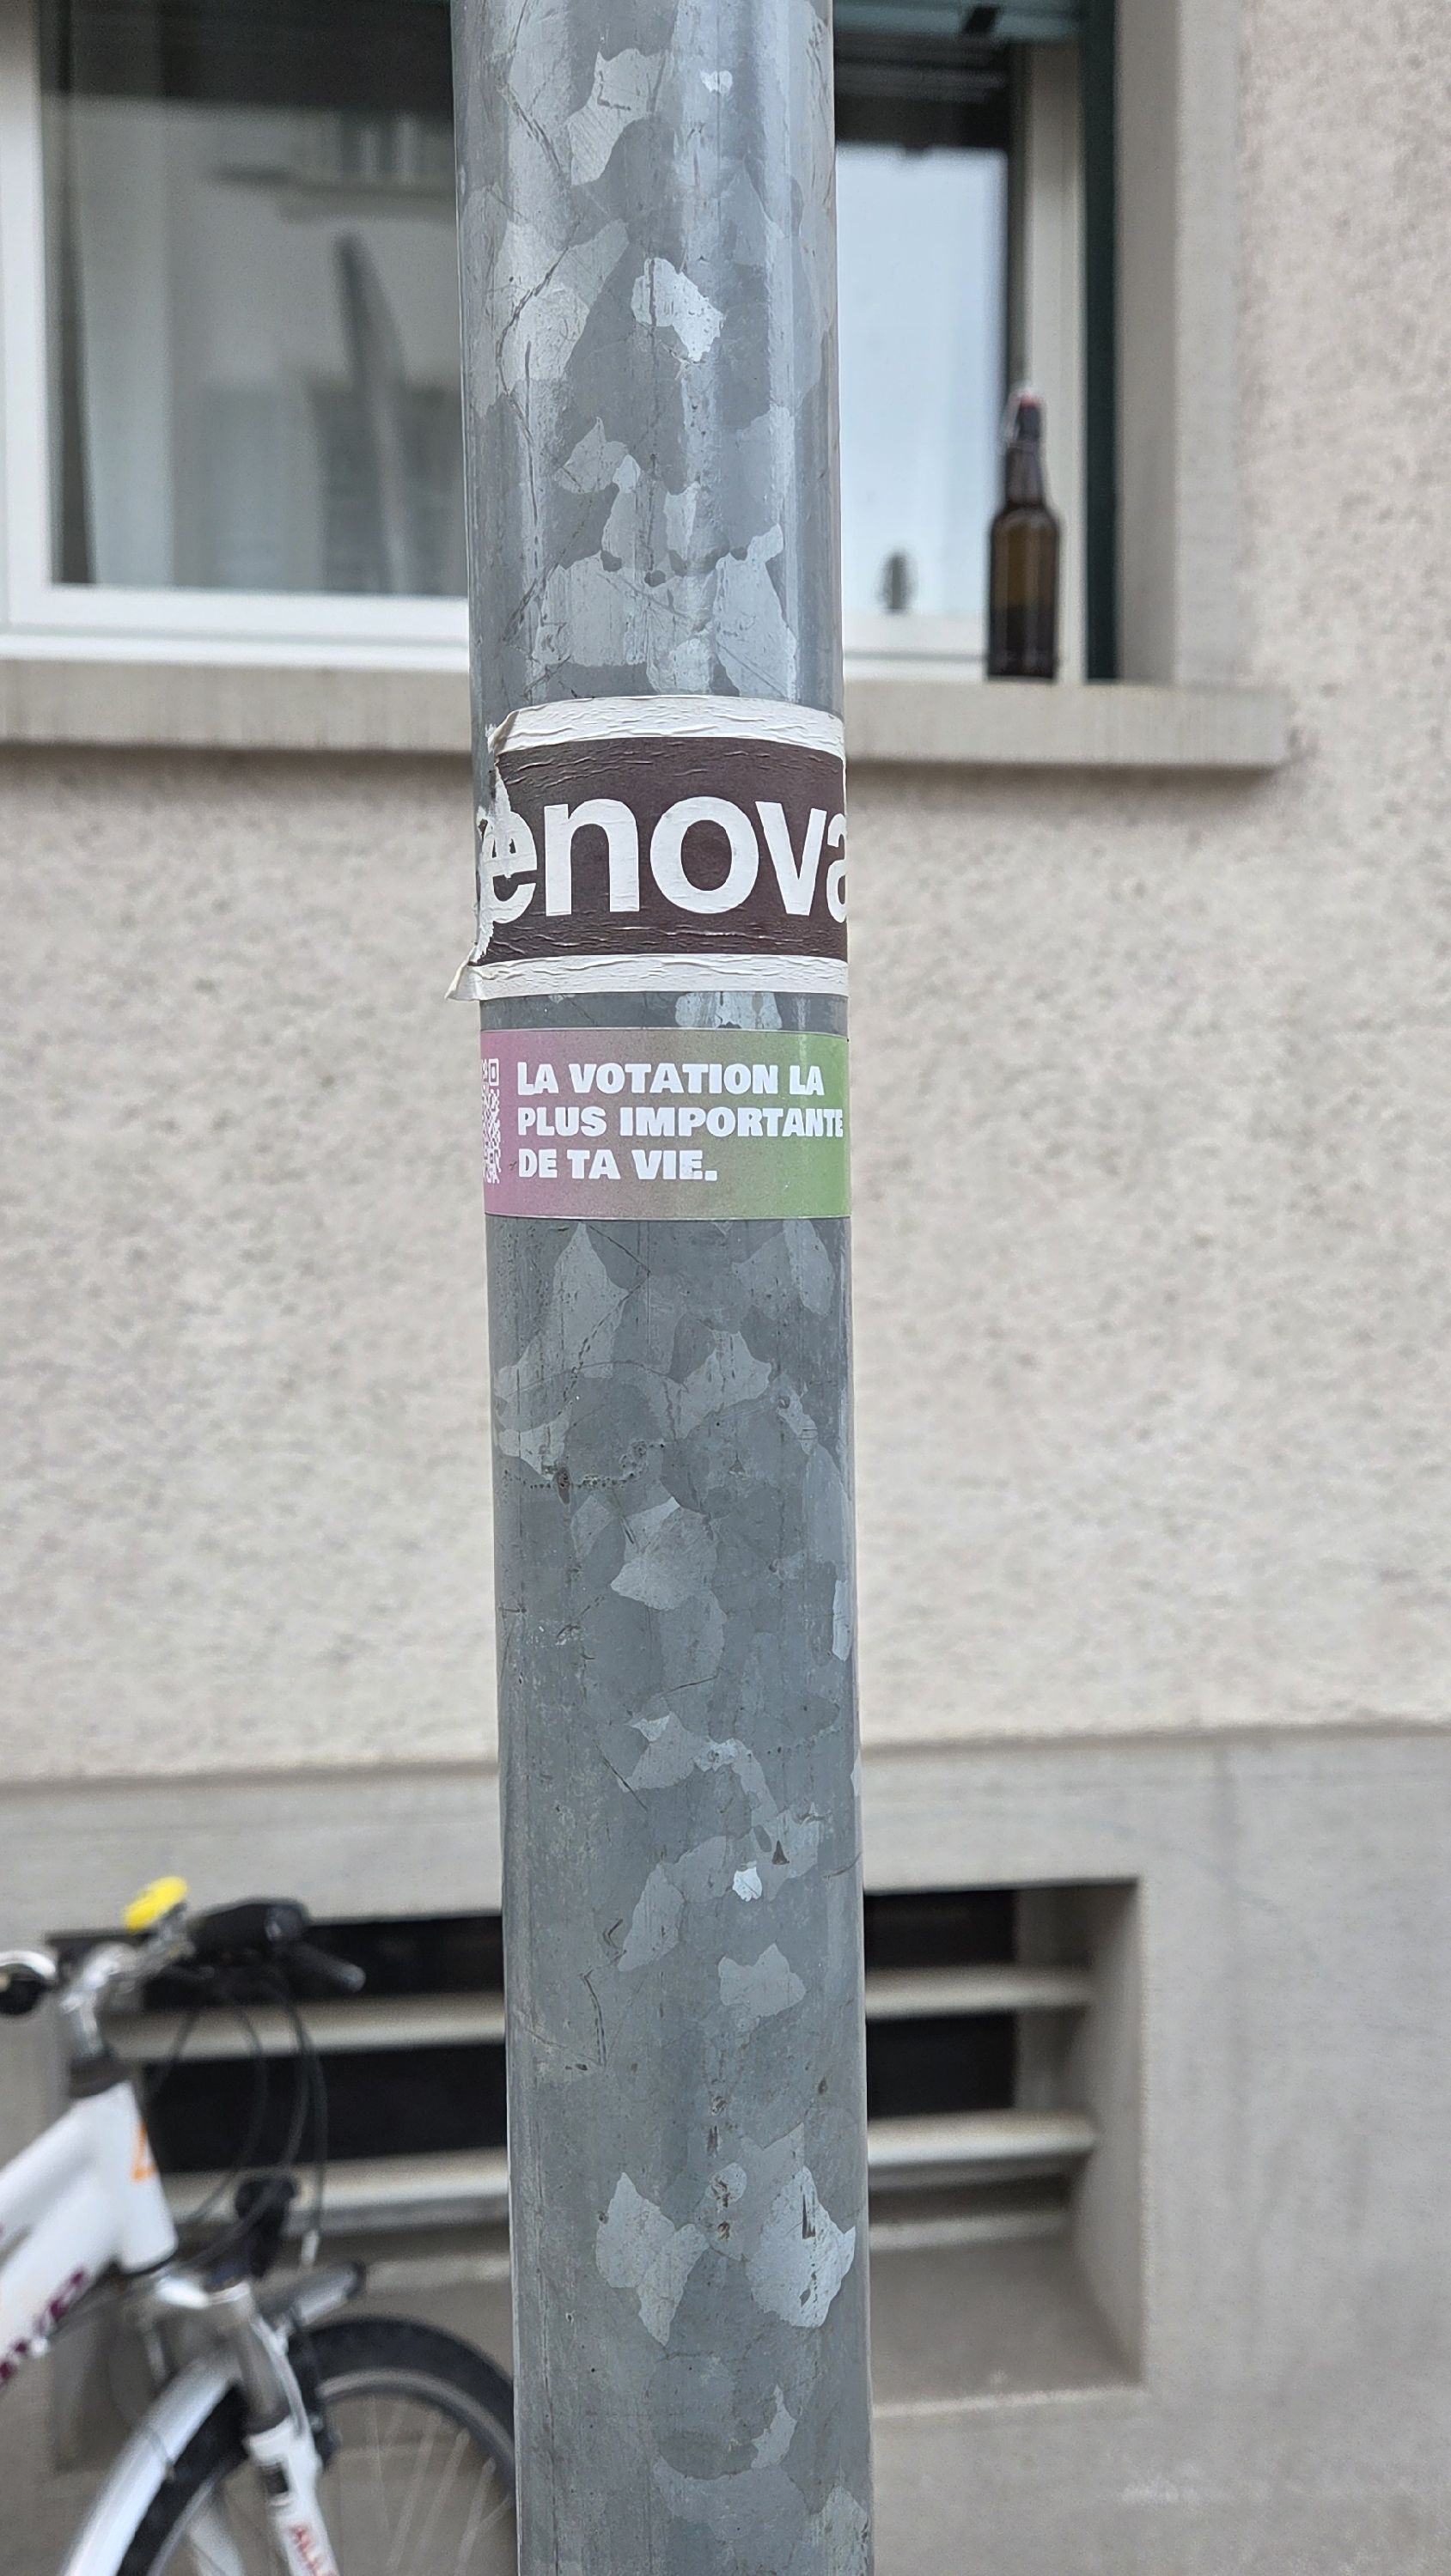 enova
LA VOTATION LA
PLUS IMPORTANTE
DE TA VIE.